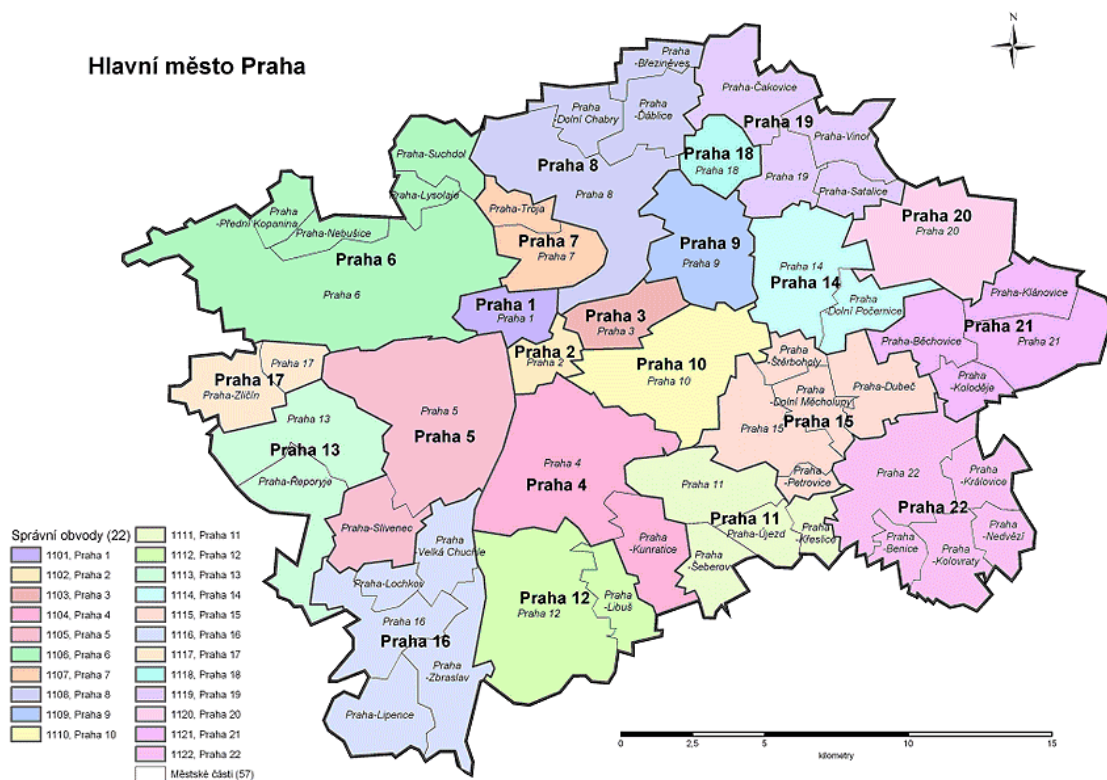 Hlavní město Praha
N
Praha
-Březiněves
Praha-Čakovice
Praha
Dolní Chabry
Praha
-Ďáblice
Praha 19
Praha-Vinoř
Praha-Suchdol
Praha 8
Praha 18
Praha 18
Praha 19
Praha-Satalice
Praha-Lysolaje
Praha 8
Praha-Troja
Praha
-Přední Kopanina
Praha-Nebušice
Praha 6
Praha 6
Praha 7
Praha 7
Praha 9
Praha 9
Praha 20
Praha 20
Praha 14
Praha 14
Praha
-Dolní Počernice
Praha-Klánovice
Praha 21
Praha 21
Praha 1
Praha 1
Praha 3
Praha 3
Praha 2
Praha 2
Praha 10
Praha 10
Praha-Běchovice
Praha
-Koloděje
Praha
-Štěrboholy
Praha-Dubeč
Praha
-Dolní Měcholupy
Praha 15
Praha 15
Praha
-Petrovice
Praha 17
Praha 17
Praha-Zličín
Praha 13
Praha 13
Praha-Řeporyje
Praha 5
Praha 5
Praha-Slivenec
Praha 4
Praha 4
Praha
-Kunratice
Praha 11
Praha 11
Praha-Újezd
Praha
-Křeslice
Praha
-Šeberov
Praha 22
Praha 22
Praha
-Královice
Praha
-Nedvězí
Praha
-Benice
Praha
-Kolovraty
Praha
Velká Chuchle
Praha-Lochkov
Praha 16
Praha 16
Praha
-Zbraslav
Praha-Lipence
Praha 12
Praha 12
Praha
-Libuš
Správní obvody (22)
1101, Praha 1
1102, Praha 2
1103, Praha 3
1104, Praha 4
1105, Praha 5
1106, Praha 6
1107, Praha 7
1108, Praha 8
1109, Praha 9
1110, Praha 10
1111, Praha 11
1112, Praha 12
1113, Praha 13
1114, Praha 14
1115, Praha 15
1116, Praha 16
1117, Praha 17
1118, Praha 18
1119, Praha 19
1120, Praha 20
1121, Praha 21
1122, Praha 22
Městské části (57)
0 2,5 5 10 15
kilometry